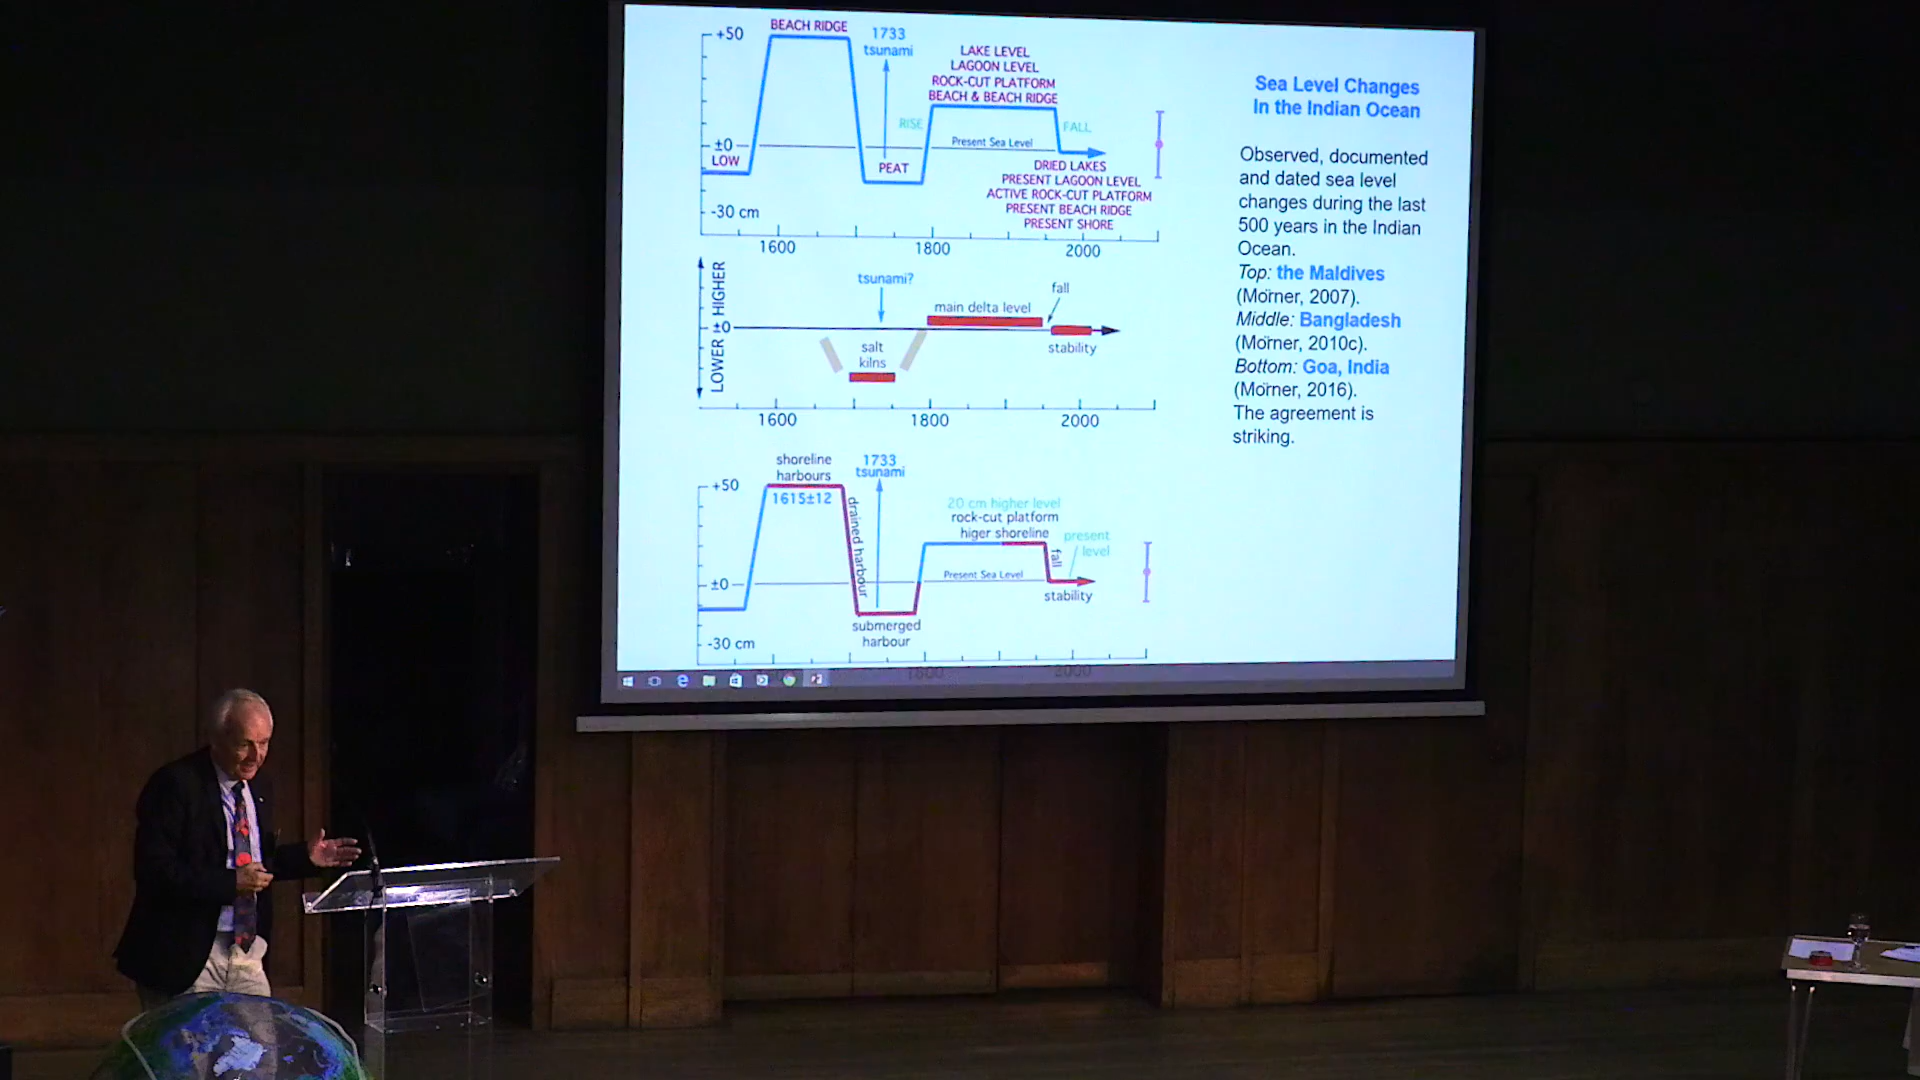 +50
BEACH RIDGE
1733
tsunami
LAKE LEVEL
LAGOON LEVEL
ROCK-CUT PLATFORM
BEACH & BEACH RIDGE
RISE
FALL
±0
Present Sea Level
LOW
PEAT
DRIED LAKES
PRESENT LAGOON LEVEL
ACTIVE ROCK-CUT PLATFORM
PRESENT BEACH RIDGE
PRESENT SHORE
-30 cm
1600 1800 2000
LOWER ±0 HIGHER
tsunami?
fall
main delta level
salt
kilns
stability
1600 1800 2000
+50
shoreline
harbours
1615±12
1733
tsunami
drained harbour
20 cm higher level
rock-cut platform
higer shoreline
present
level
fall
±0
Present Sea Level
stability
submerged
harbour
-30 cm
1800 2000
Sea Level Changes
In the Indian Ocean
Observed, documented
and dated sea level
changes during the last
500 years in the Indian
Ocean.
Top: the Maldives
(Mörner, 2007).
Middle: Bangladesh
(Mörner, 2010c).
Bottom: Goa, India
(Mörner, 2016).
The agreement is
striking.